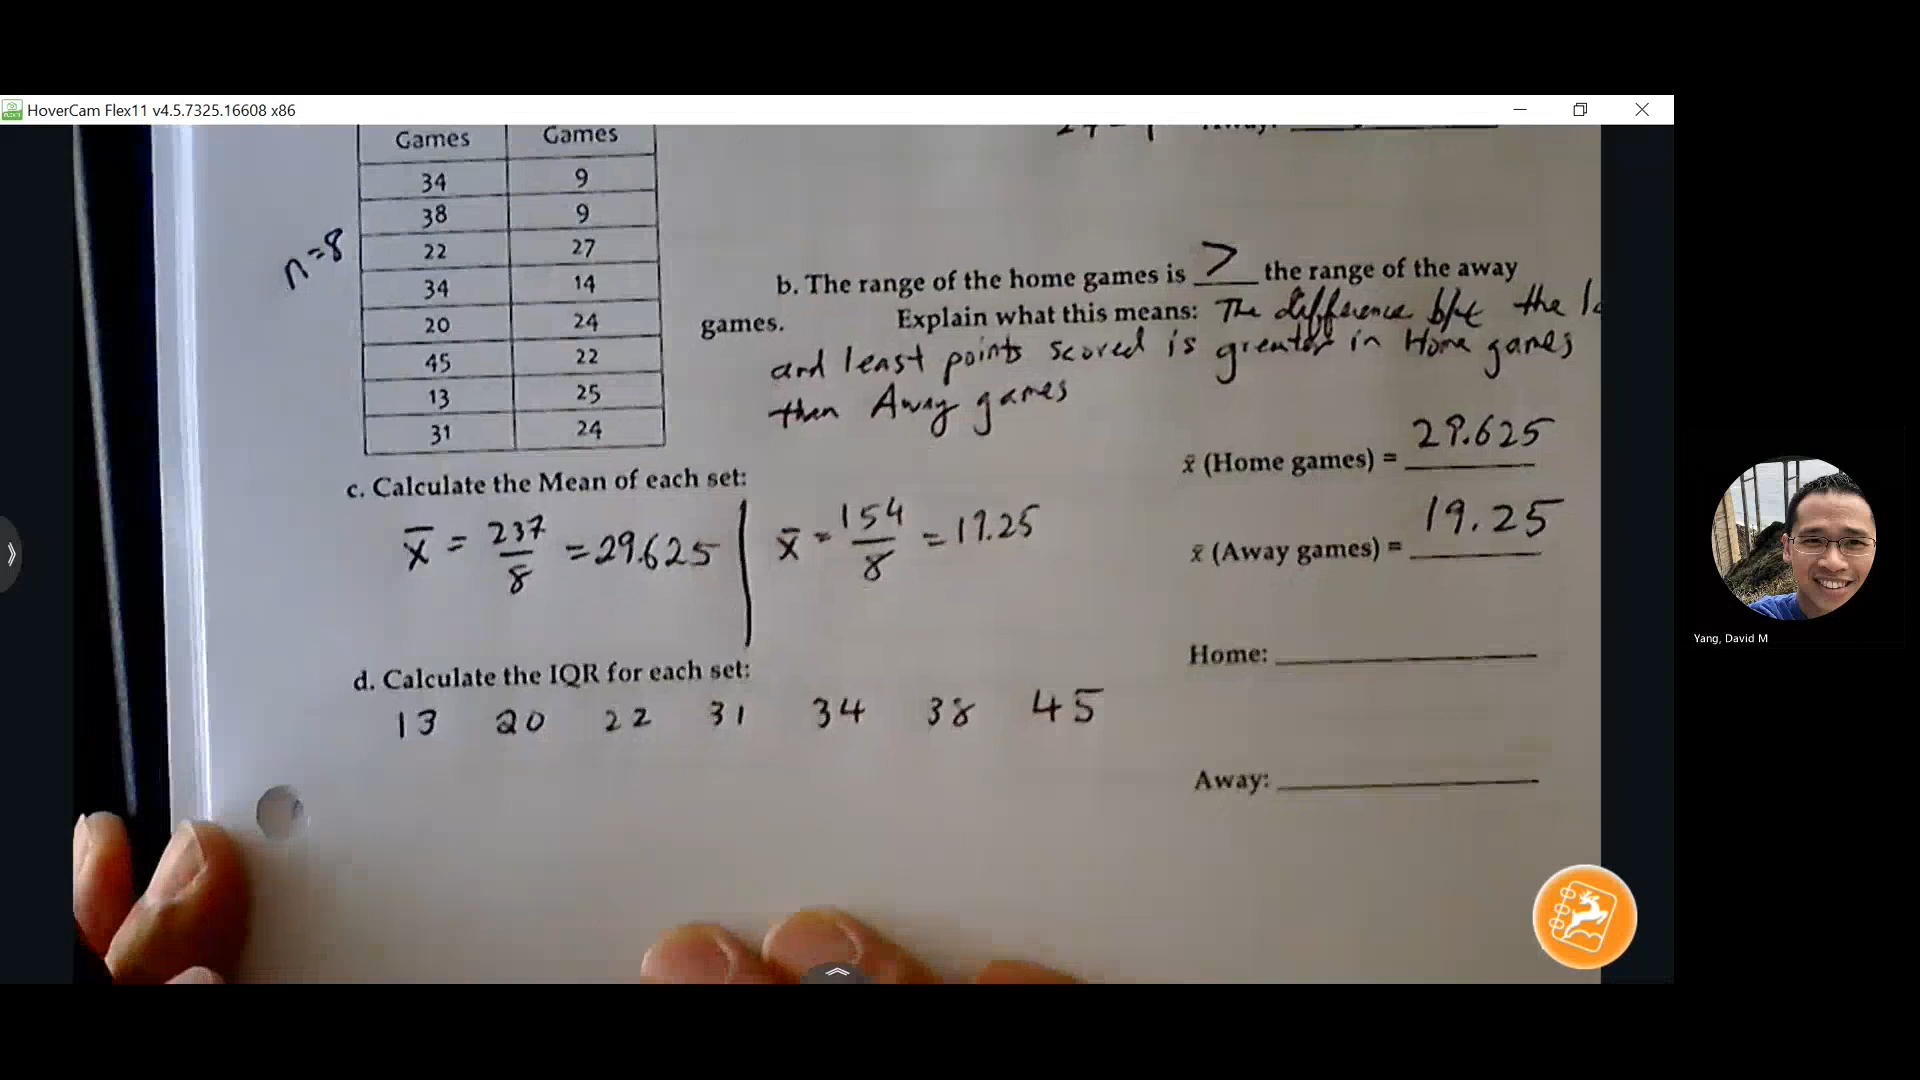 HoverCam Flex11 v4.5.7325.16608 x86
Games Games
34 9
38 9
22 27
34 14
20 24
45 22
13 25
31 24
n=8
b. The range of the home games is > the range of the away
games. Explain what this means: The difference b/t the
and least points scored is greater in Home games
than Away games
c. Calculate the Mean of each set:
x̄ = 237/8 = 29.625 | x̄ = 154/8 = 19.25
x̄ (Home games) = 29.625
x̄ (Away games) = 19.25
d. Calculate the IQR for each set:
13 20 22 31 34 38 45
Home:
Away:
Yang, David M